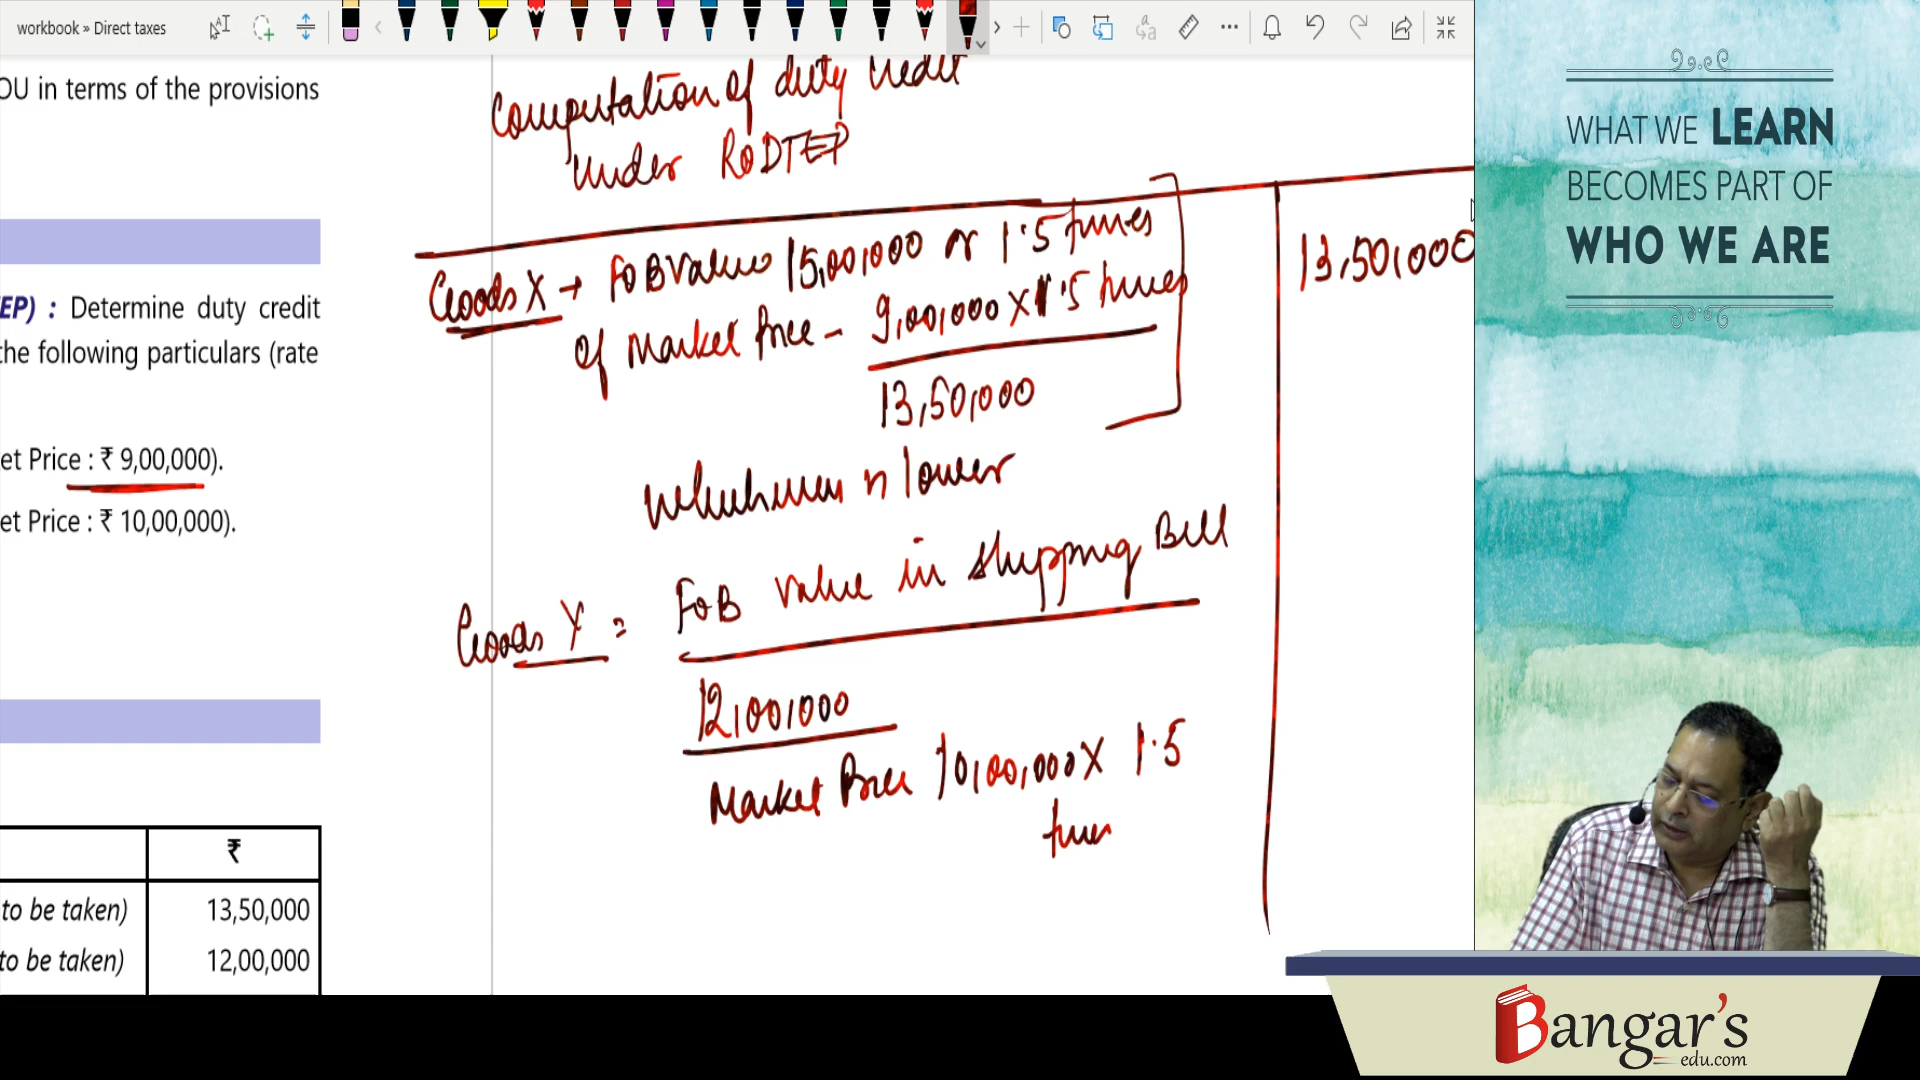 workbook » Direct taxes
OU in terms of the provisions
EP) : Determine duty credit
the following particulars (rate
et Price : ₹ 9,00,000).
et Price : ₹ 10,00,000).
₹
to be taken) 13,50,000
to be taken) 12,00,000
Computation of duty credit
under RODTEP
Goods X → FOB Value 15,00,000 or 1.5 times
of Market Price - 9,00,000 X 1.5 times
13,50,000
13,50,000
lower
Goods Y = FOB value in shipping Bill
12,00,000
Market Price 10,00,000 X 1.5
WHAT WE LEARN
BECOMES PART OF
WHO WE ARE
Bangar's
edu.com